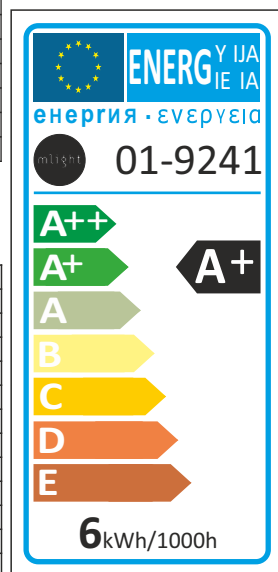 ENERG Y IJA
IE IA
енергия · ενεργεια
mlight 01-9241
A++
A+ A+
A
B
C
D
E
6kWh/1000h